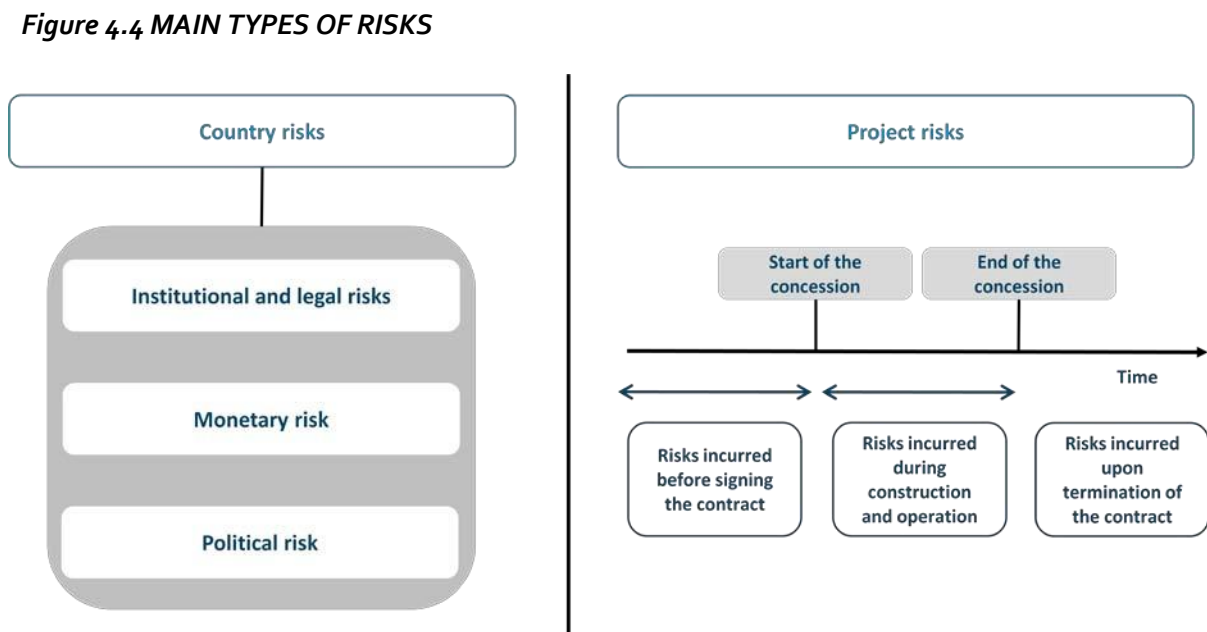 Figure 4.4 MAIN TYPES OF RISKS
Country risks
Institutional and legal risks
Monetary risk
Political risk
Project risks
Start of the
concession
End of the
concession
Time
Risks incurred
before signing
the contract
Risks incurred
during
construction
and operation
Risks incurred
upon
termination of
the contract